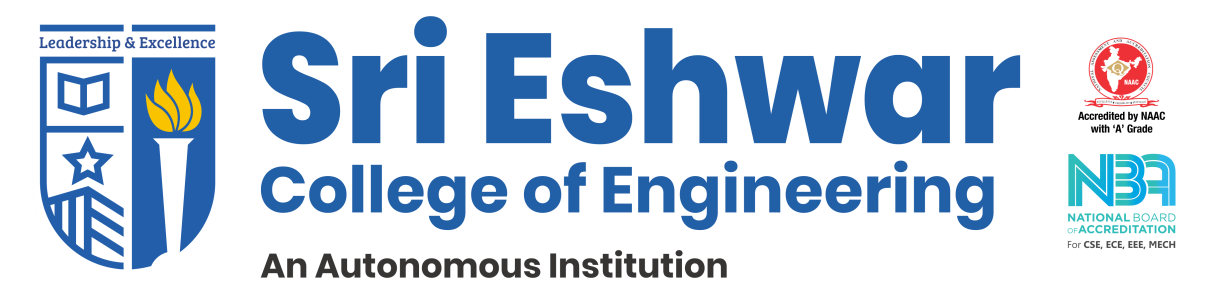 Leadership & Excellence
Sri Eshwar
College of Engineering
An Autonomous Institution
NAAC
Accredited by NAAC
with ‘A’ Grade
NBA
NATIONAL BOARD
OF ACCREDITATION
For CSE, ECE, EEE, MECH